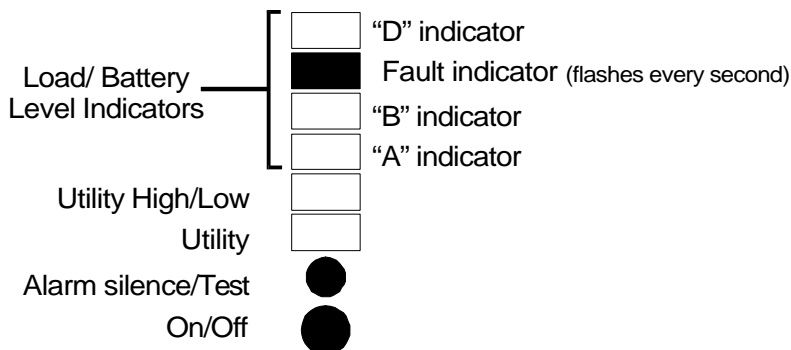 “D” indicator
Fault indicator (flashes every second)
Load/ Battery
Level Indicators
“B” indicator
“A” indicator
Utility High/Low
Utility
Alarm silence/Test
On/Off